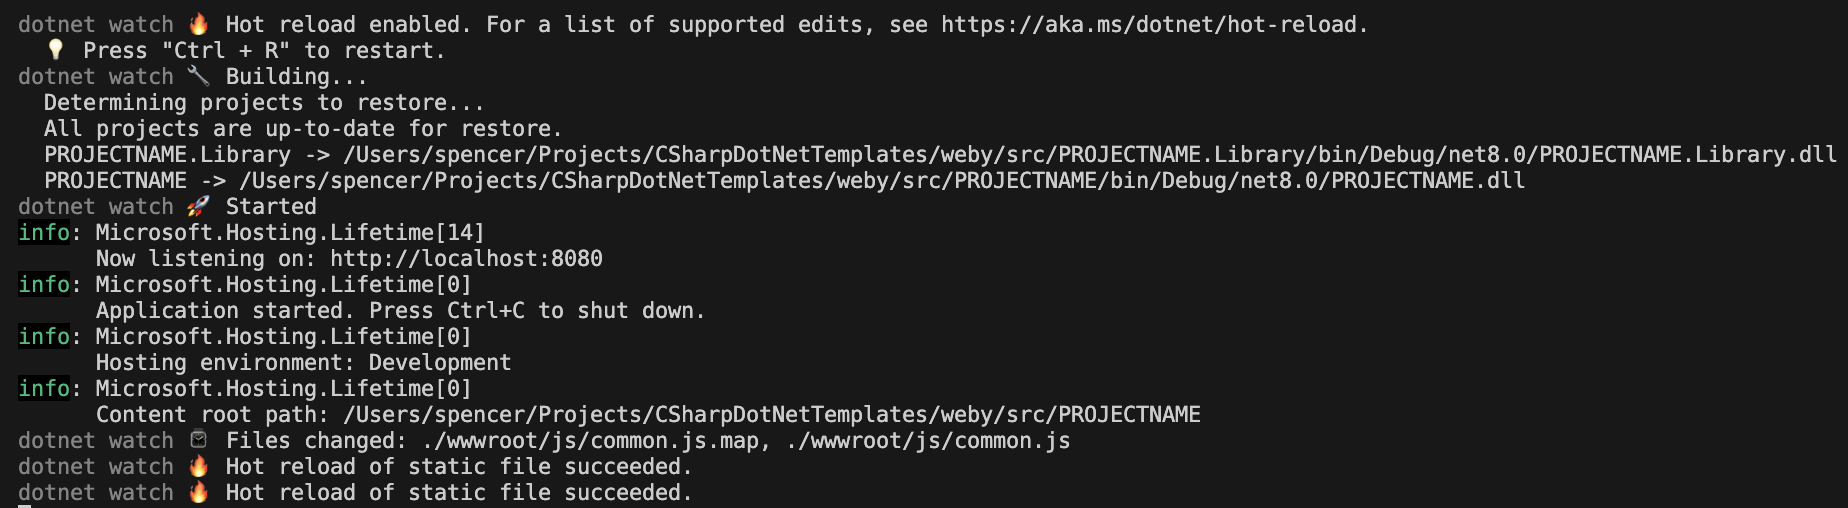 dotnet watch 🔥 Hot reload enabled. For a list of supported edits, see https://aka.ms/dotnet/hot-reload.
  💡 Press "Ctrl + R" to restart.
dotnet watch 🔧 Building...
  Determining projects to restore...
  All projects are up-to-date for restore.
  PROJECTNAME.Library -> /Users/spencer/Projects/CSharpDotNetTemplates/weby/src/PROJECTNAME.Library/bin/Debug/net8.0/PROJECTNAME.Library.dll
  PROJECTNAME -> /Users/spencer/Projects/CSharpDotNetTemplates/weby/src/PROJECTNAME/bin/Debug/net8.0/PROJECTNAME.dll
dotnet watch 🚀 Started
info: Microsoft.Hosting.Lifetime[14]
      Now listening on: http://localhost:8080
info: Microsoft.Hosting.Lifetime[0]
      Application started. Press Ctrl+C to shut down.
info: Microsoft.Hosting.Lifetime[0]
      Hosting environment: Development
info: Microsoft.Hosting.Lifetime[0]
      Content root path: /Users/spencer/Projects/CSharpDotNetTemplates/weby/src/PROJECTNAME
dotnet watch ⌚ Files changed: ./wwwroot/js/common.js.map, ./wwwroot/js/common.js
dotnet watch 🔥 Hot reload of static file succeeded.
dotnet watch 🔥 Hot reload of static file succeeded.